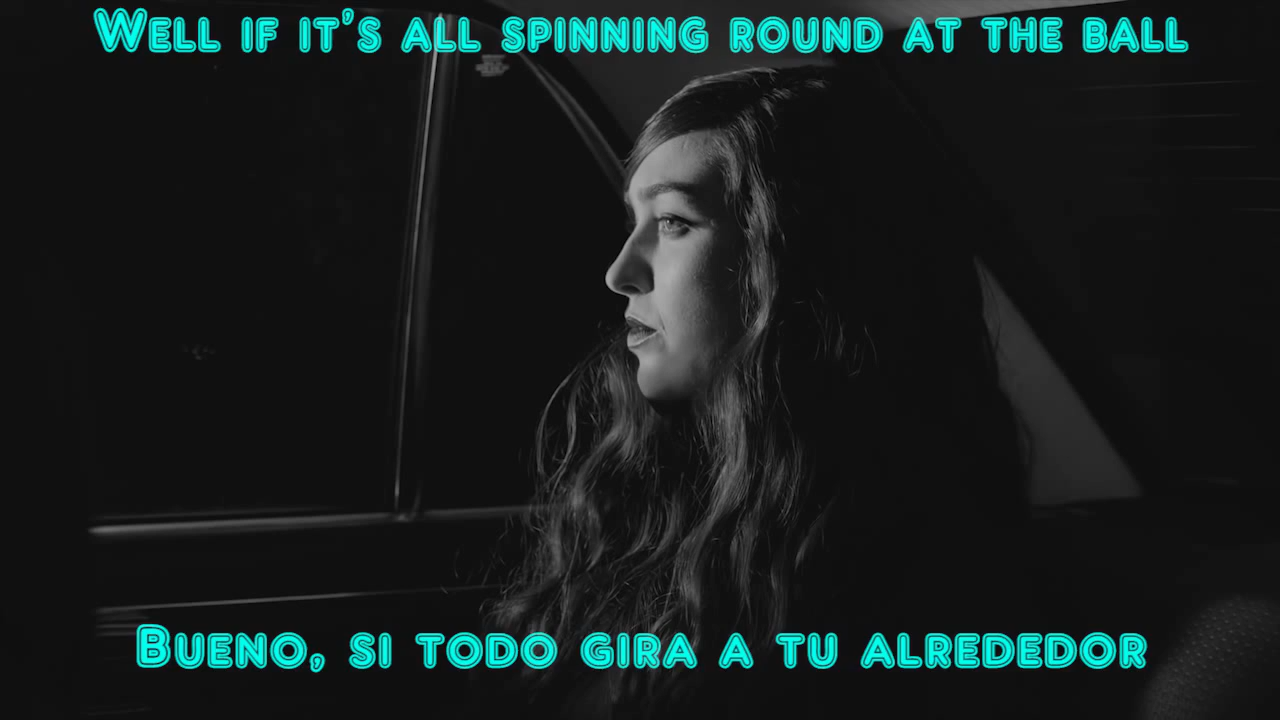 Well if it's all spinning round at the ball
Bueno, si todo gira a tu alrededor